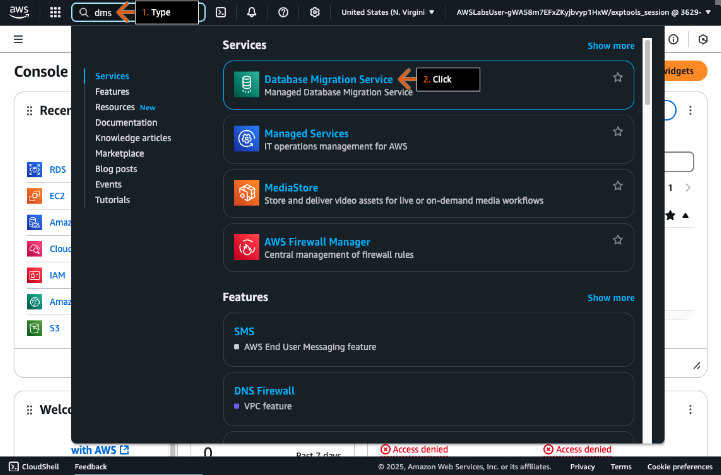 aws
dms
1. Type
United States (N. Virgini
AWSLabsUser-gWA58m7EFxZKyjbvyp1HxW/exptools_session @ 3629-
Console
widgets
Recen
RDS
EC2
Amaz
Cloud
IAM
Amaz
S3
1
Services
Features
Resources New
Documentation
Knowledge articles
Marketplace
Blog posts
Events
Tutorials
Services
Show more
Database Migration Service
2. Click
Managed Database Migration Service
Managed Services
IT operations management for AWS
MediaStore
Store and deliver video assets for live or on-demand media workflows
AWS Firewall Manager
Central management of firewall rules
Features
Show more
SMS
AWS End User Messaging feature
DNS Firewall
VPC feature
Welco
with AWS
0
Past 7 days
Access denied
Access denied
CloudShell
Feedback
© 2025, Amazon Web Services, Inc. or its affiliates.
Privacy
Terms
Cookie preferences